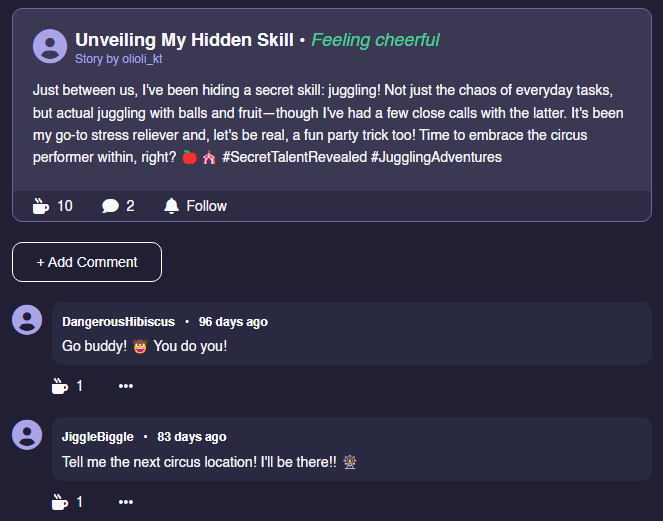 Unveiling My Hidden Skill • Feeling cheerful
Story by olioli_kt
Just between us, I've been hiding a secret skill: juggling! Not just the chaos of everyday tasks,
but actual juggling with balls and fruit—though I've had a few close calls with the latter. It's been
my go-to stress reliever and, let's be real, a fun party trick too! Time to embrace the circus
performer within, right? 🍎 🎪 #SecretTalentRevealed #JugglingAdventures
10 2 Follow
+ Add Comment
DangerousHibiscus • 96 days ago
Go buddy! 🤠 You do you!
1 •••
JiggleBiggle • 83 days ago
Tell me the next circus location! I'll be there!! 🎡
1 •••